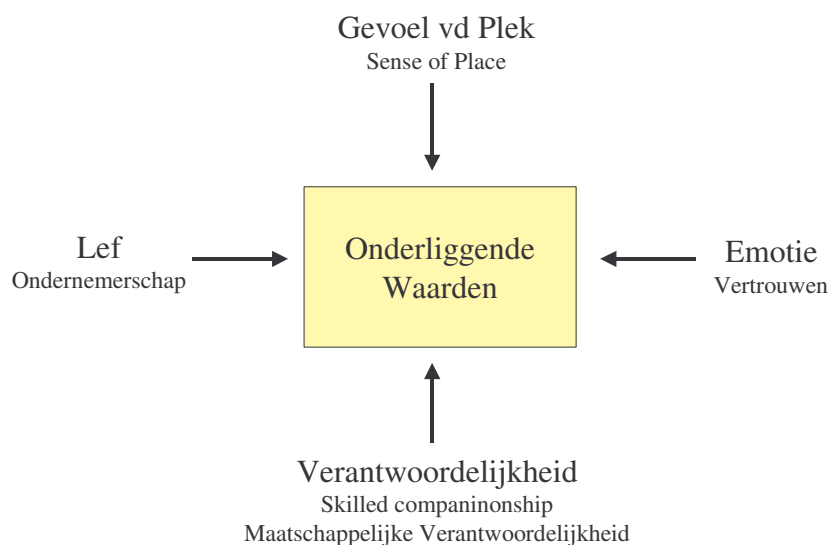 Gevoel vd Plek
Sense of Place
Lef
Ondernemerschap
Onderliggende
Waarden
Emotie
Vertrouwen
Verantwoordelijkheid
Skilled companinonship
Maatschappelijke Verantwoordelijkheid